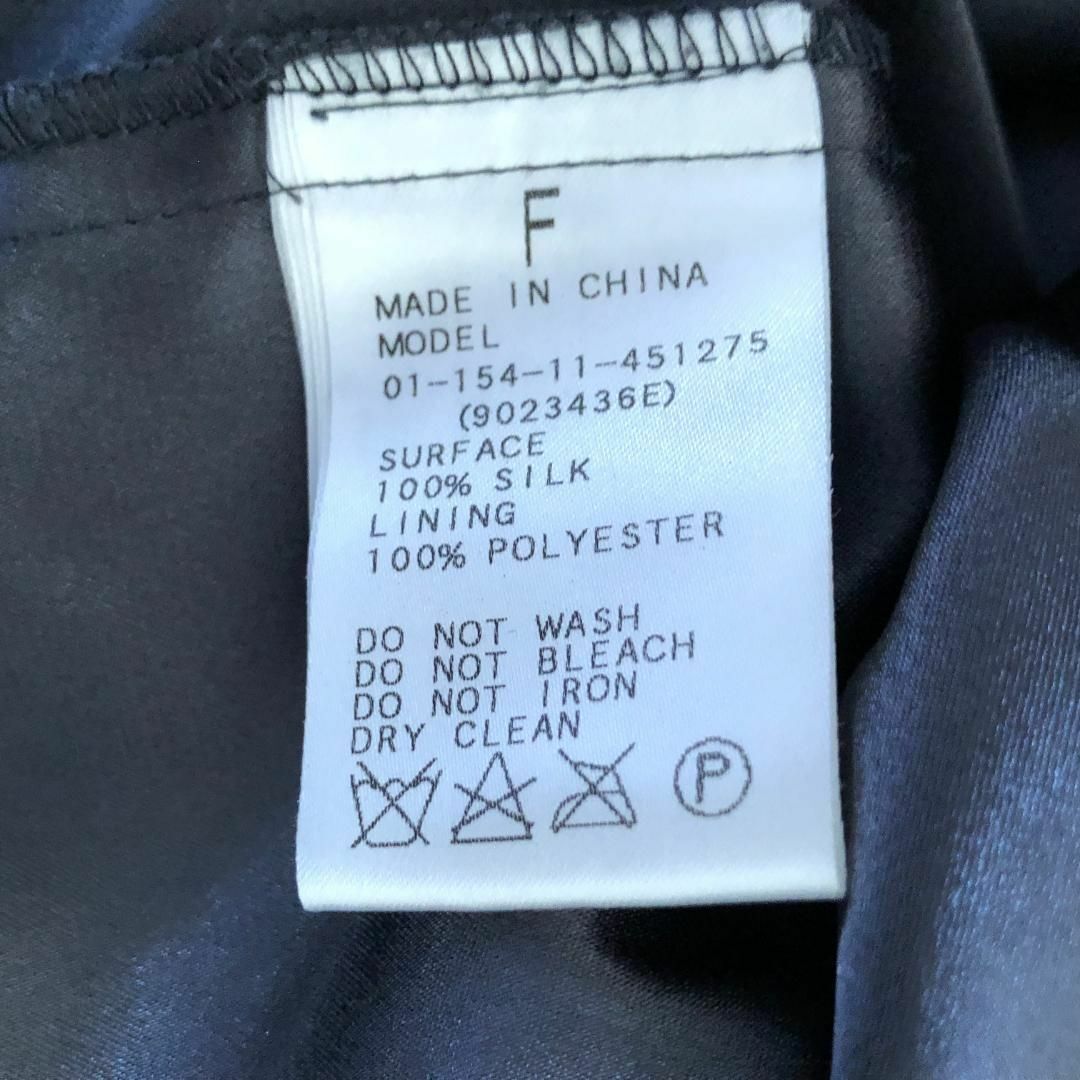 F
MADE IN CHINA
MODEL
01-154-11-451275
(9023436E)
SURFACE
100% SILK
LINING
100% POLYESTER
DO NOT WASH
DO NOT BLEACH
DO NOT IRON
DRY CLEAN
P